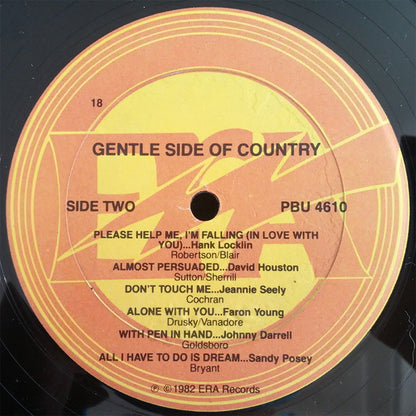 18
GENTLE SIDE OF COUNTRY
SIDE TWO
PBU 4610
PLEASE HELP ME, I'M FALLING (IN LOVE WITH
YOU)...Hank Locklin
Robertson/Blair
ALMOST PERSUADED...David Houston
Sutton/Sherrill
DON'T TOUCH ME...Jeannie Seely
Cochran
ALONE WITH YOU...Faron Young
Drusky/Vanadore
WITH PEN IN HAND...Johnny Darrell
Goldsboro
ALL I HAVE TO DO IS DREAM...Sandy Posey
Bryant
℗ ©1982 ERA Records
ERA